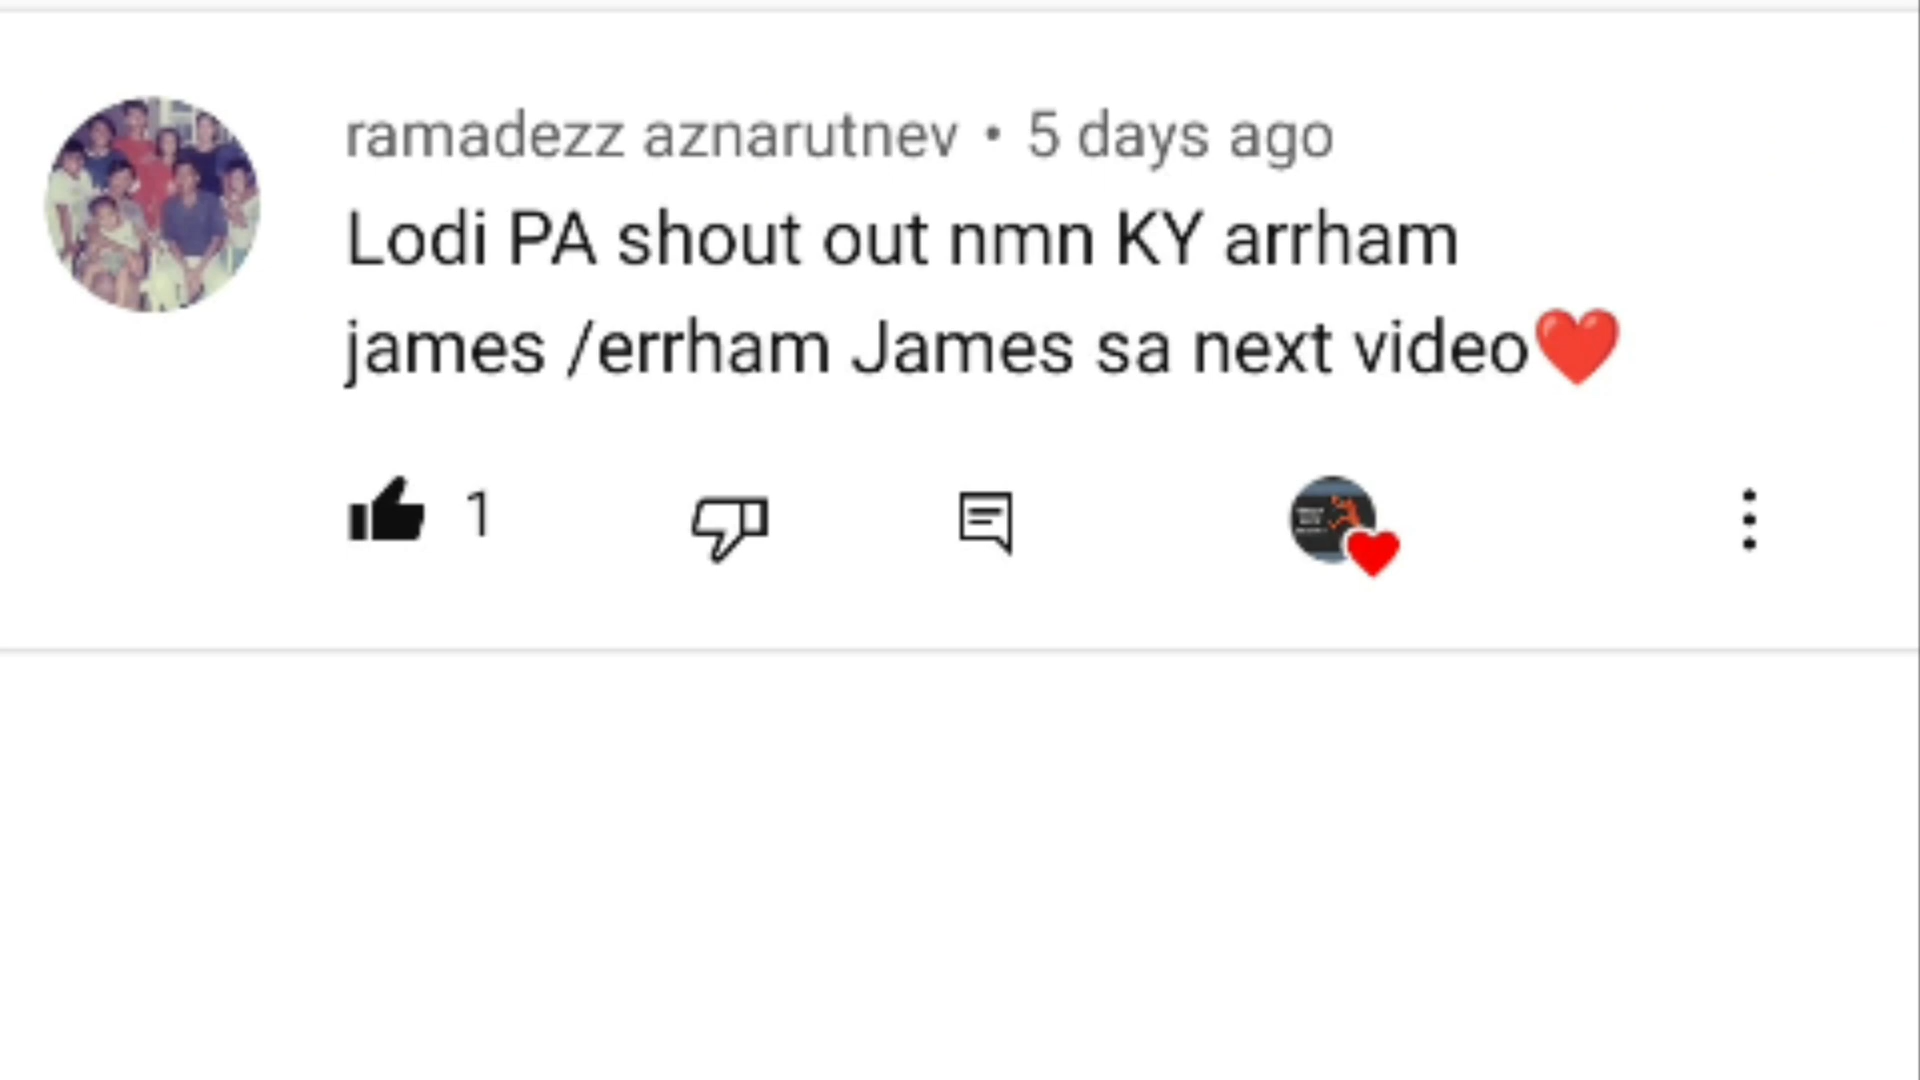 ramadezz aznarutnev • 5 days ago
Lodi PA shout out nmn KY arrham
james /errham James sa next video❤️
1